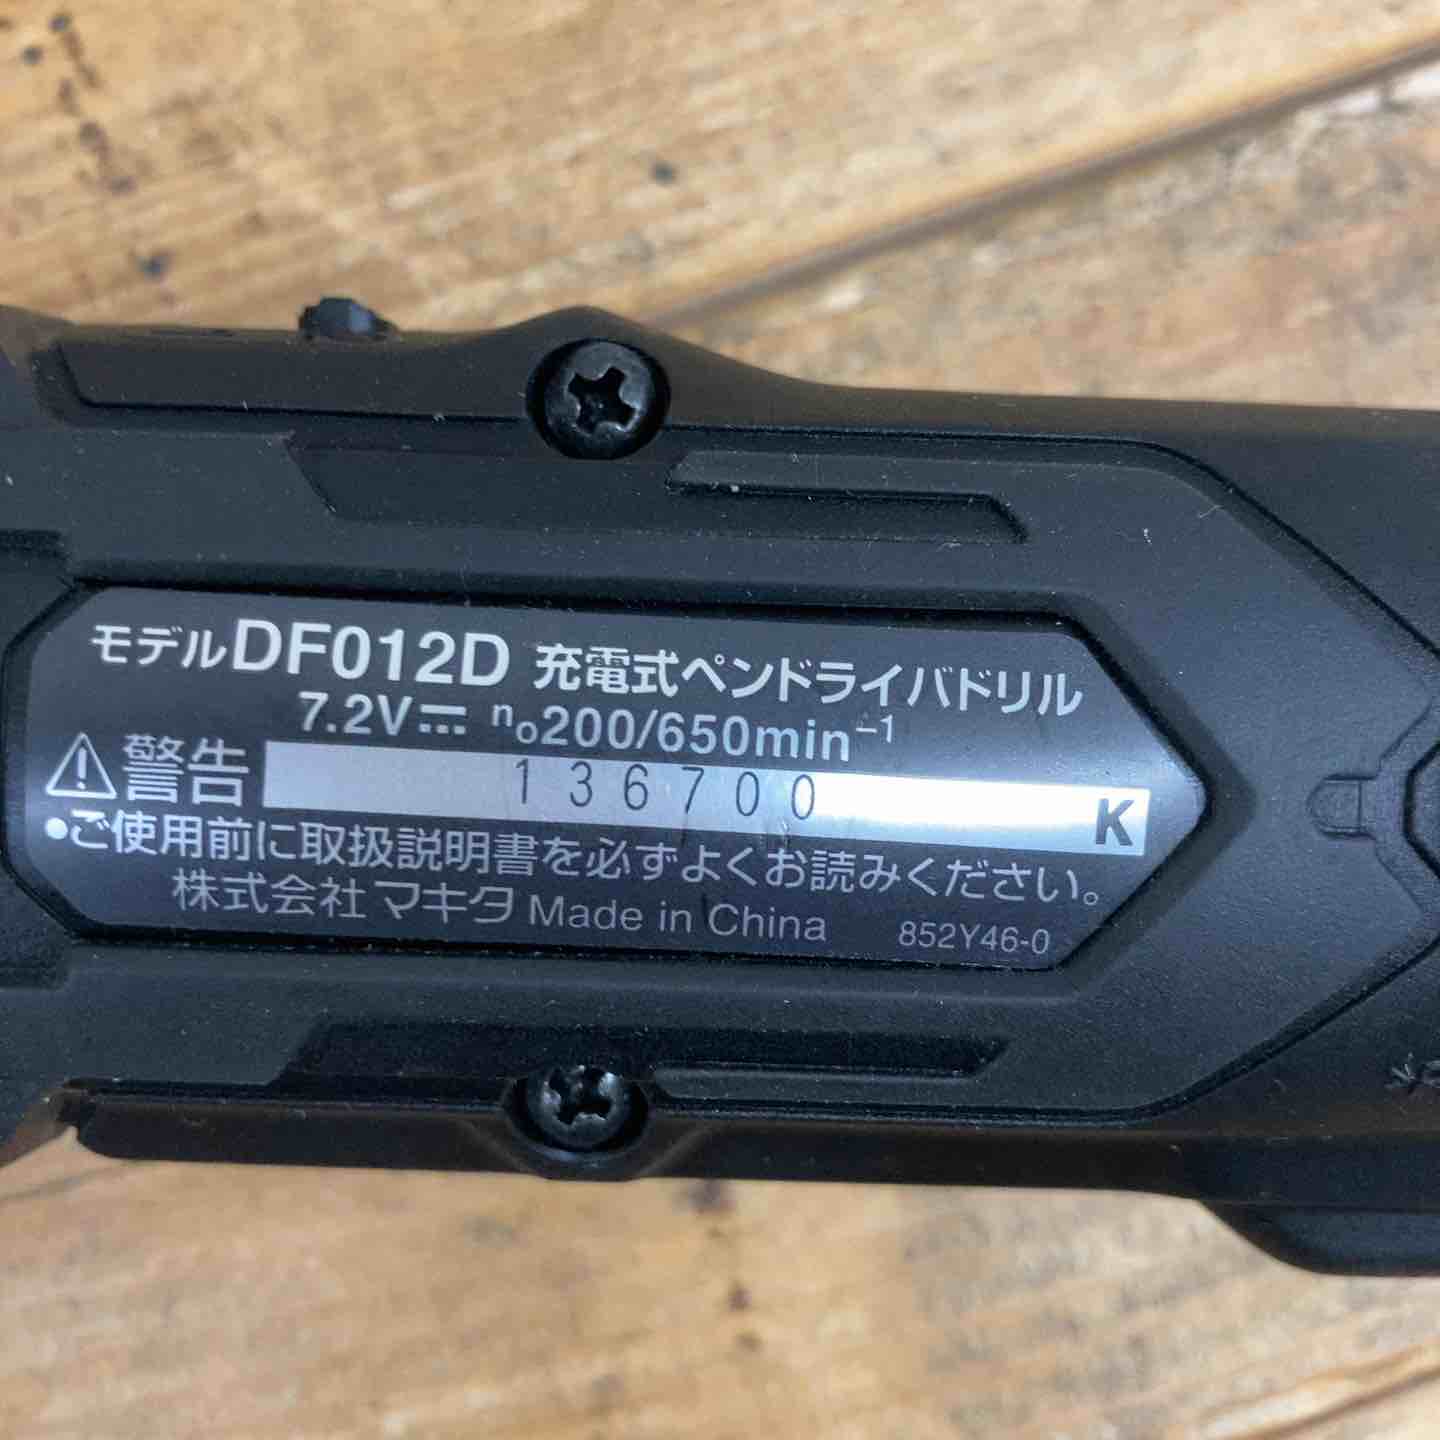 モデルDF012D 充電式ペンドライバドリル
7.2V⎓ n₀200/650min⁻¹
⚠警告 136700 K
●ご使用前に取扱説明書を必ずよくお読みください。
株式会社マキタ Made in China 852Y46-0